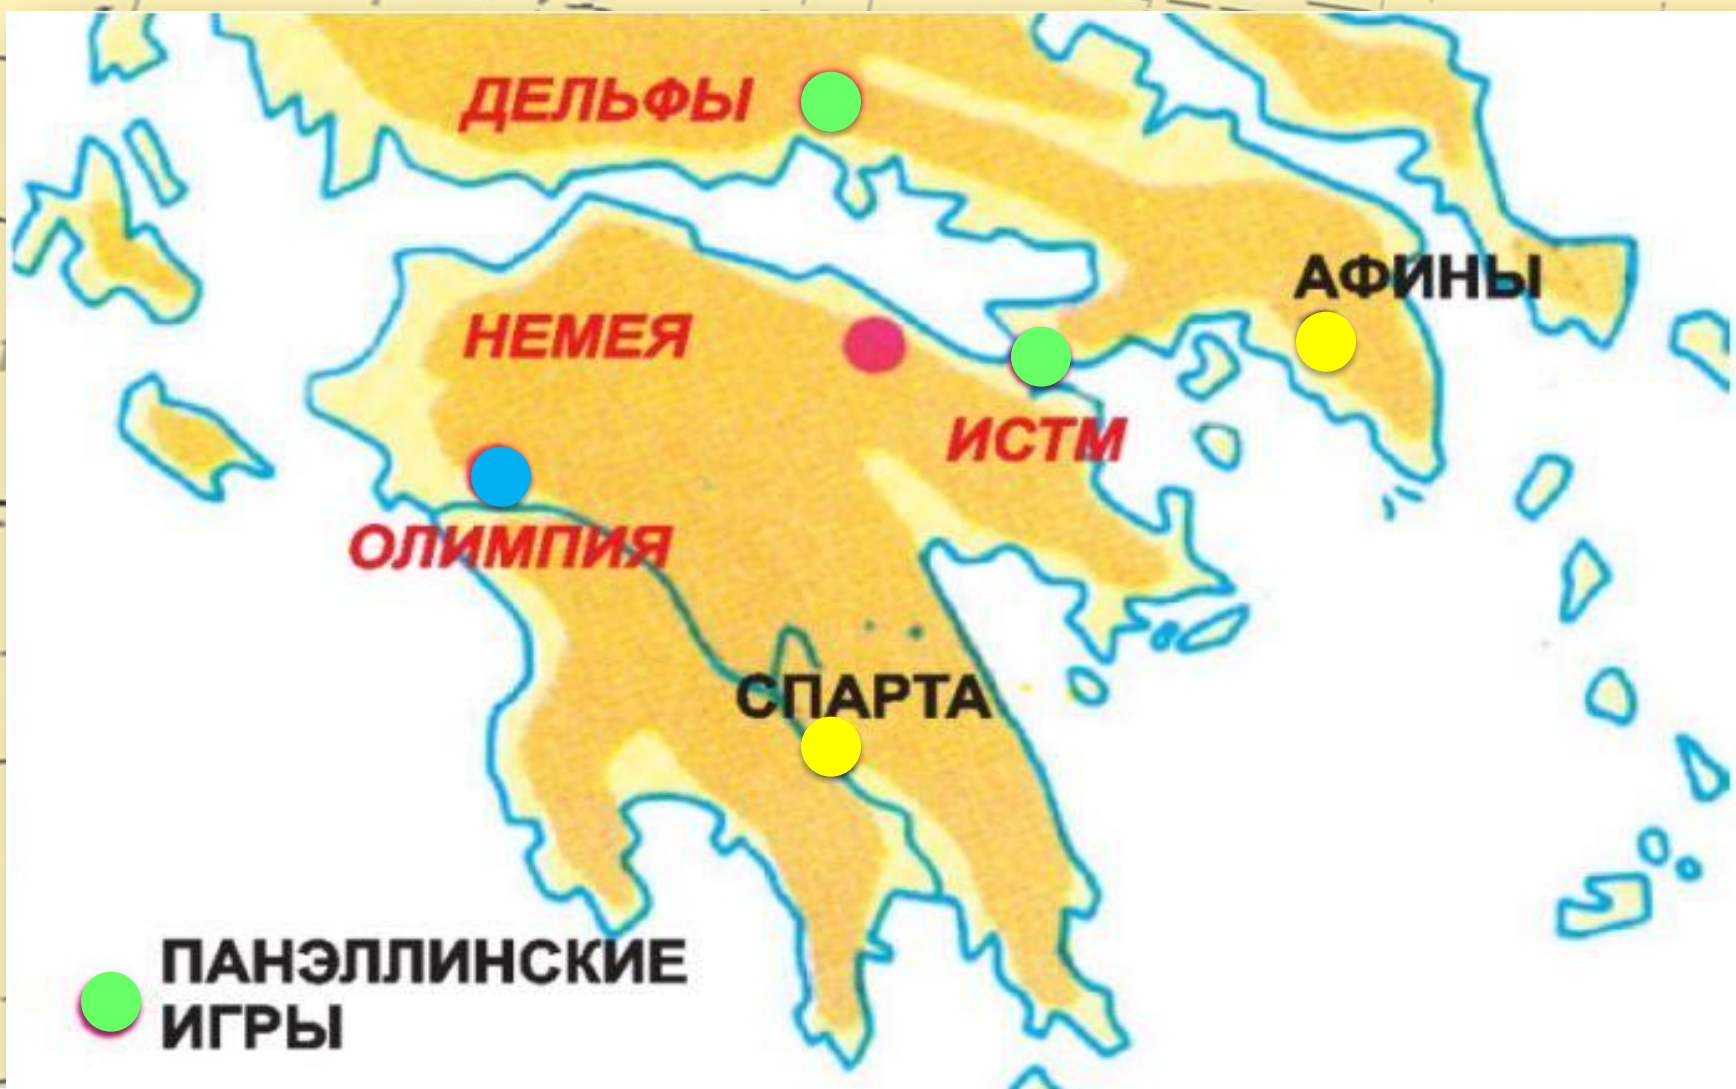 ДЕЛЬФЫ
АФИНЫ
НЕМЕЯ
ИСТМ
ОЛИМПИЯ
СПАРТА
ПАНЭЛЛИНСКИЕ
ИГРЫ